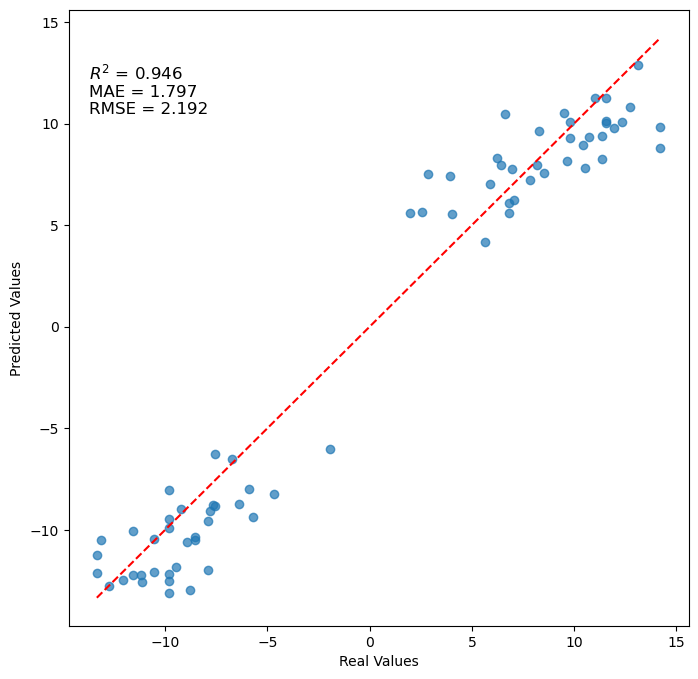 15
R² = 0.946
MAE = 1.797
RMSE = 2.192
10
5
0
−5
−10
−10
−5
0
5
10
15
Real Values
Predicted Values